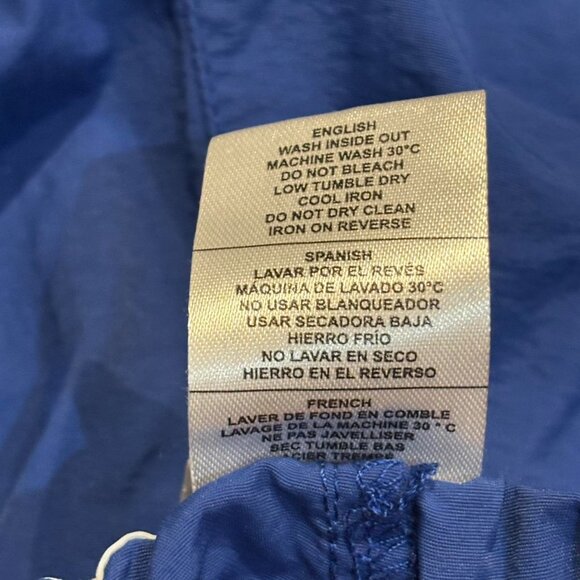 ENGLISH
WASH INSIDE OUT
MACHINE WASH 30°C
DO NOT BLEACH
LOW TUMBLE DRY
COOL IRON
DO NOT DRY CLEAN
IRON ON REVERSE
SPANISH
LAVAR POR EL REVÉS
MÁQUINA DE LAVADO 30°C
NO USAR BLANQUEADOR
USAR SECADORA BAJA
HIERRO FRÍO
NO LAVAR EN SECO
HIERRO EN EL REVERSO
FRENCH
LAVER DE FOND EN COMBLE
LAVAGE DE LA MACHINE 30 ° C
NE PAS JAVELLISER
SEC TUMBLE BAS
ACIER TREMPE